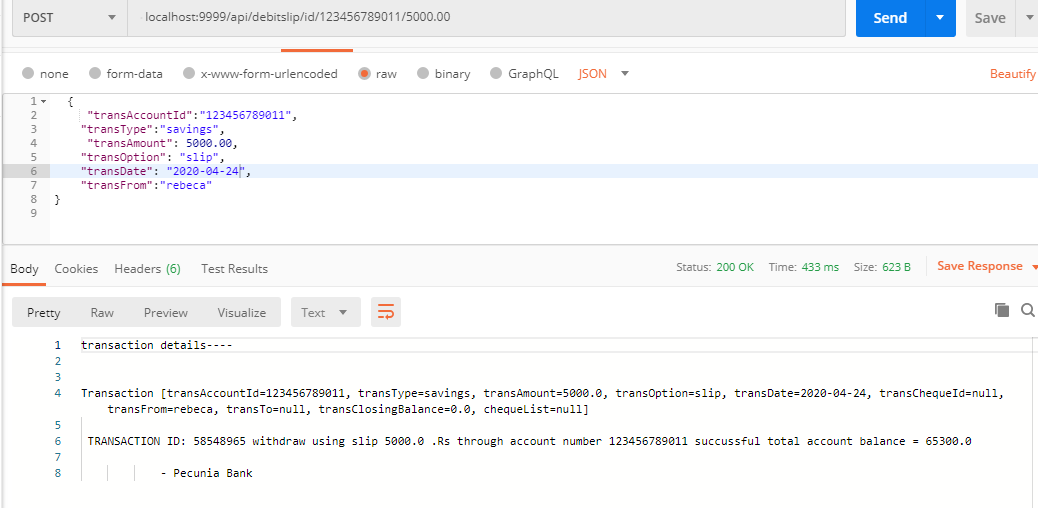 POST localhost:9999/api/debitslip/id/123456789011/5000.00 Send Save
none form-data x-www-form-urlencoded raw binary GraphQL JSON Beautify
1 {
2 "transAccountId":"123456789011",
3 "transType":"savings",
4 "transAmount": 5000.00,
5 "transOption": "slip",
6 "transDate": "2020-04-24",
7 "transFrom":"rebeca"
8 }
9
Body Cookies Headers (6) Test Results Status: 200 OK Time: 433 ms Size: 623 B Save Response
Pretty Raw Preview Visualize Text
1 transaction details----
2
3
4 Transaction [transAccountId=123456789011, transType=savings, transAmount=5000.0, transOption=slip, transDate=2020-04-24, transChequeId=null,
transFrom=rebeca, transTo=null, transClosingBalance=0.0, chequeList=null]
5
6 TRANSACTION ID: 58548965 withdraw using slip 5000.0 .Rs through account number 123456789011 succussful total account balance = 65300.0
7
8 - Pecunia Bank